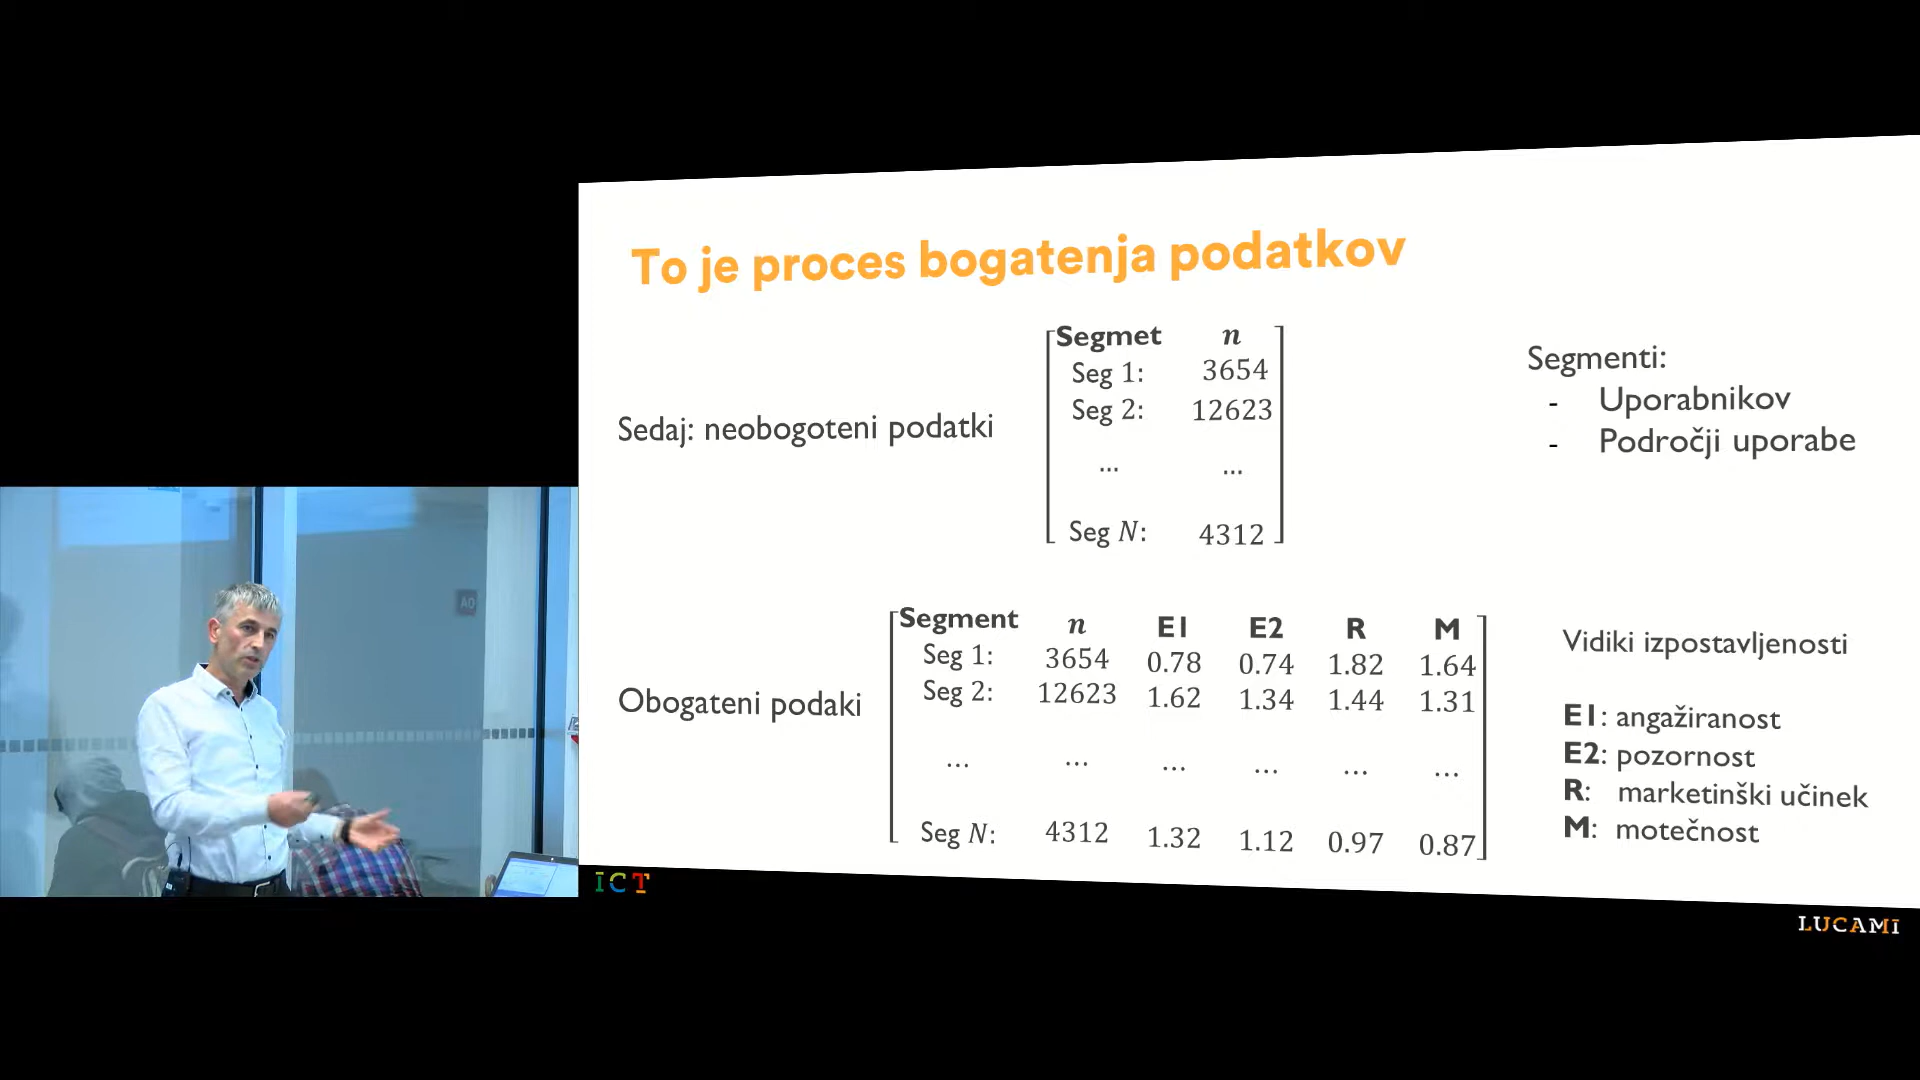 To je proces bogatenja podatkov
Sedaj: neobogoteni podatki
Segmet n
Seg 1: 3654
Seg 2: 12623
... ...
Seg N: 4312
Segmenti:
- Uporabnikov
- Področji uporabe
Obogateni podaki
Segment n E1 E2 R M
Seg 1: 3654 0.78 0.74 1.82 1.64
Seg 2: 12623 1.62 1.34 1.44 1.31
... ... ... ... ... ...
Seg N: 4312 1.32 1.12 0.97 0.87
Vidiki izpostavljenosti
E1: angažiranost
E2: pozornost
R: marketinški učinek
M: motečnost
A0
ICT
LUCAMI